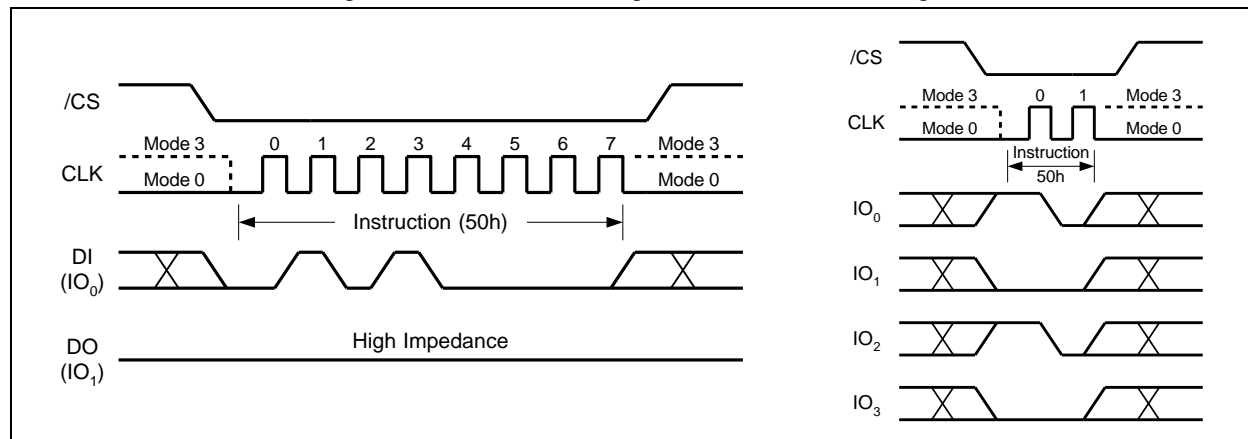 /CS
Mode 3 0 1 2 3 4 5 6 7 Mode 3
CLK
Mode 0 Mode 0
Instruction (50h)
DI
(IO0)
High Impedance
DO
(IO1)
/CS
Mode 3 0 1 Mode 3
CLK
Mode 0 Mode 0
Instruction
50h
IO0
IO1
IO2
IO3